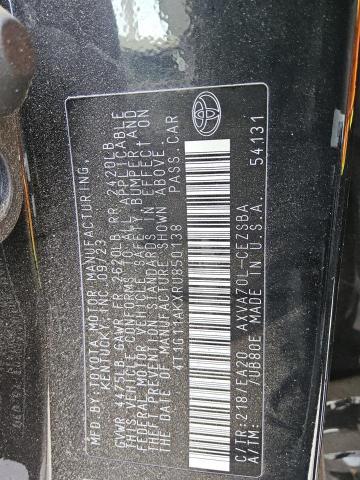 MFD. BY: TOYOTA MOTOR MANUFACTURING,
KENTUCKY, INC. 09/23
GVWR 4475LB GAWR FR 2620LB RR 2420LB
THIS VEHICLE CONFORMS TO ALL APPLICABLE
FEDERAL MOTOR VEHICLE SAFETY, BUMPER, AND
THEFT PREVENTION STANDARDS IN EFFECT ON
THE DATE OF MANUFACTURE SHOWN ABOVE.
4T1G11AKXRU850138 PASS. CAR
C/TR: 218/EA20 AXVA70L-CEZSBA
A/TM: /UB80E MADE IN U.S.A. 54131